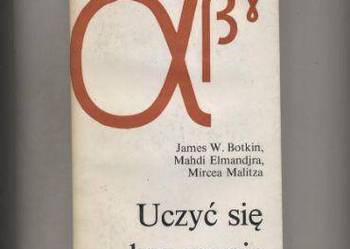 αβγ
James W. Botkin,
Mahdi Elmandjra,
Mircea Malitza
Uczyć się